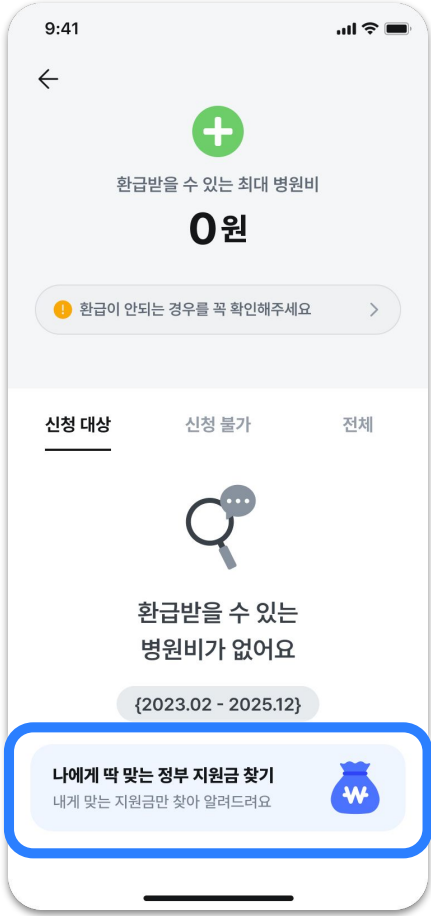 9:41
환급받을 수 있는 최대 병원비
0원
환급이 안되는 경우를 꼭 확인해주세요
신청 대상
신청 불가
전체
환급받을 수 있는
병원비가 없어요
{2023.02 - 2025.12}
나에게 딱 맞는 정부 지원금 찾기
내게 맞는 지원금만 찾아 알려드려요